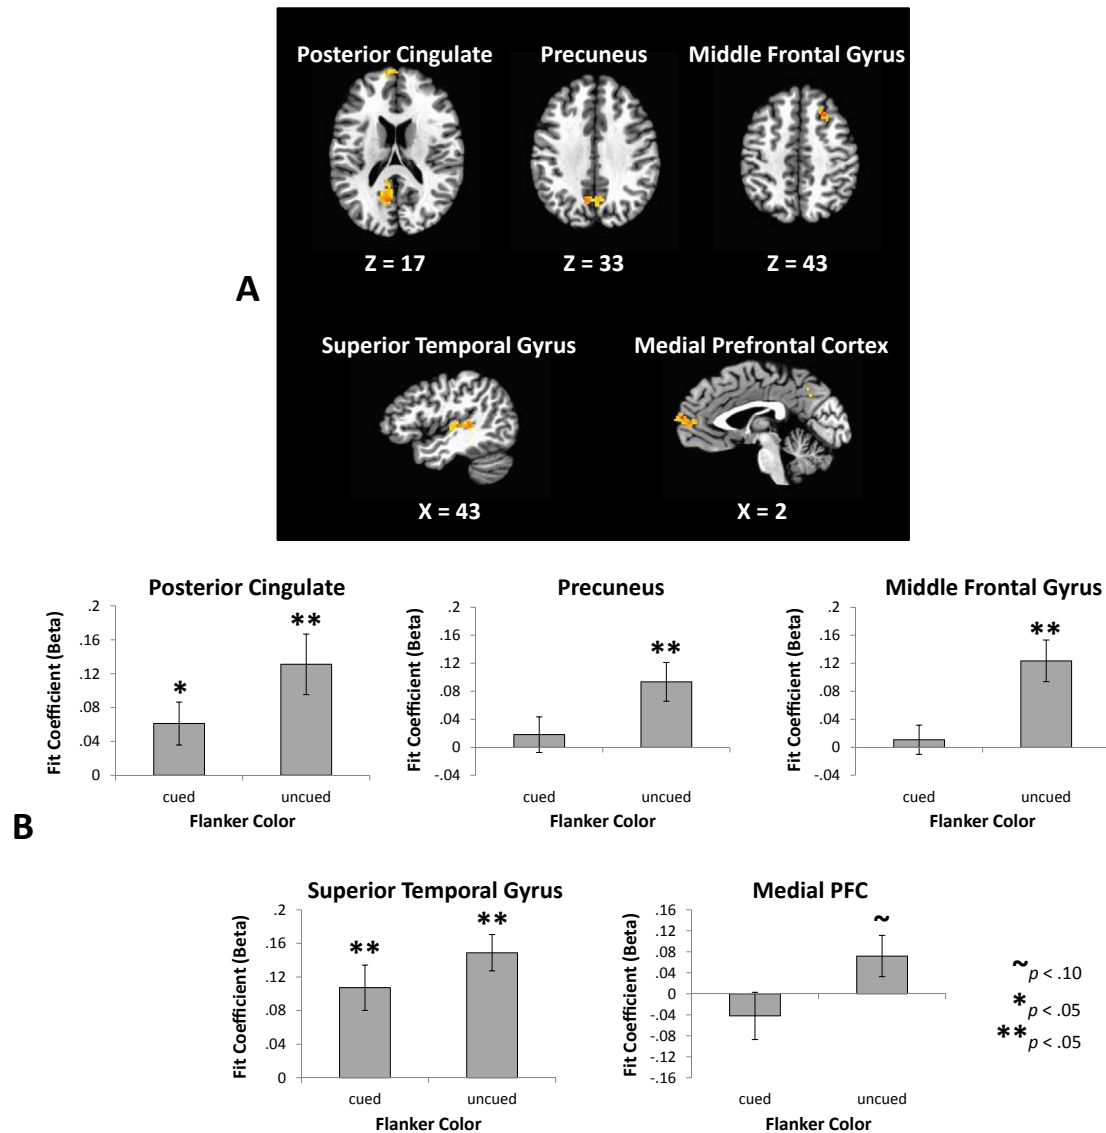 Posterior Cingulate Precuneus Middle Frontal Gyrus
Z = 17 Z = 33 Z = 43
A
Superior Temporal Gyrus Medial Prefrontal Cortex
X = 43 X = 2
Posterior Cingulate
Fit Coefficient (Beta)
.2
.16
.12
.08
.04
0
*
**
cued uncued
Flanker Color
Precuneus
Fit Coefficient (Beta)
.2
.16
.12
.08
.04
0
-.04
**
cued uncued
Flanker Color
Middle Frontal Gyrus
Fit Coefficient (Beta)
.2
.16
.12
.08
.04
0
-.04
**
cued uncued
Flanker Color
B
Superior Temporal Gyrus
Fit Coefficient (Beta)
.2
.16
.12
.08
.04
0
**
**
cued uncued
Flanker Color
Medial PFC
Fit Coefficient (Beta)
.16
.12
.08
.04
0
-.04
-.08
-.12
-.16
~
cued uncued
Flanker Color
~ p < .10
* p < .05
** p < .05